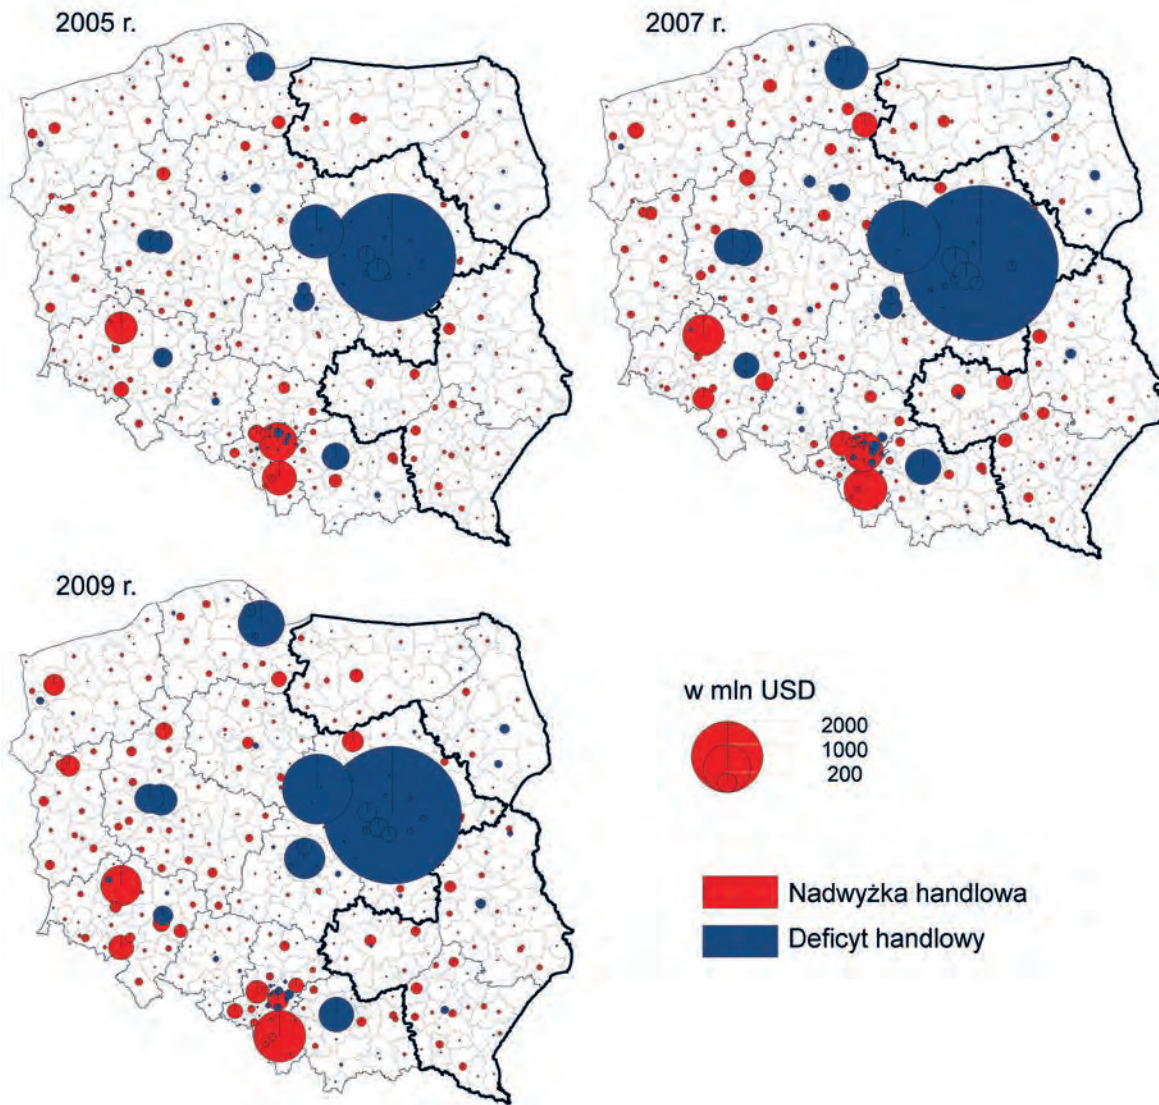 2005 r.
2007 r.
2009 r.
w mln USD
2000
1000
200
Nadwyżka handlowa
Deficyt handlowy